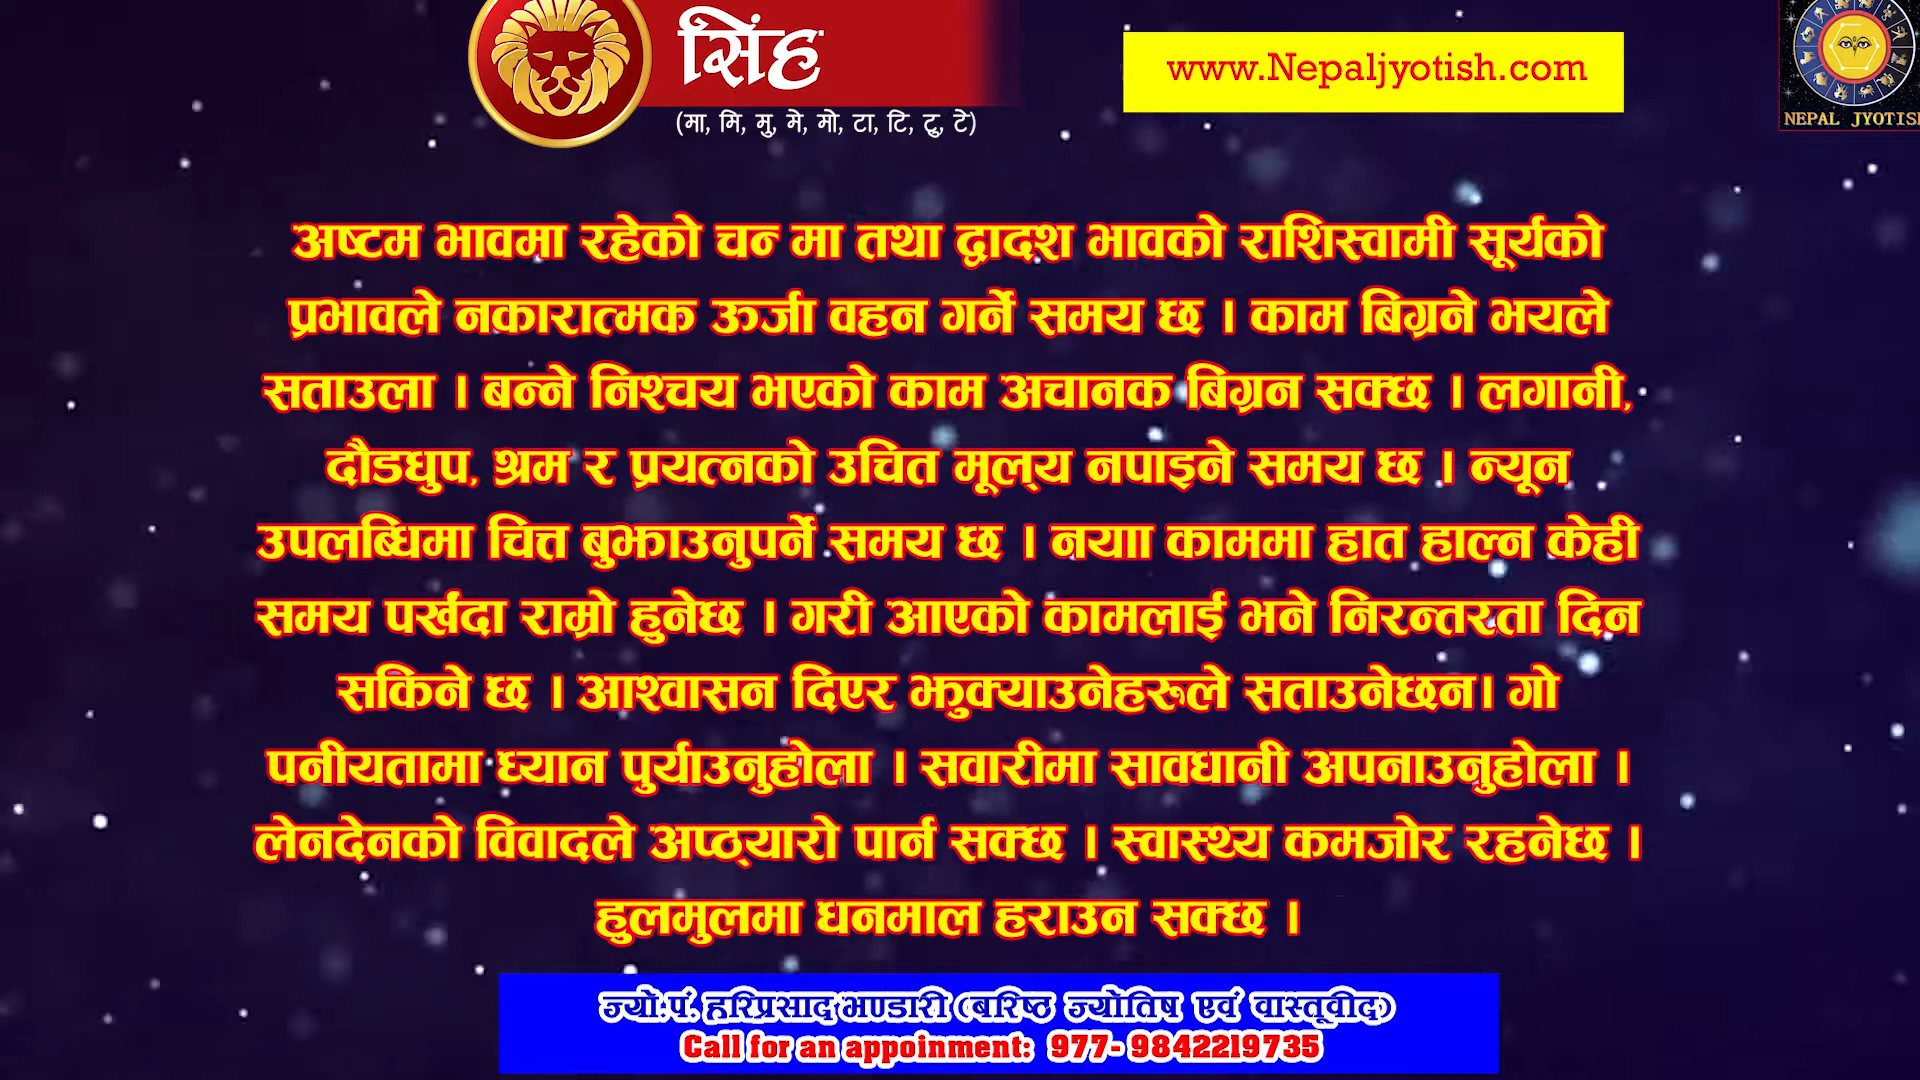 सिंह
(मा, मि, मु, मे, मो, टा, टि, टु, टे)
www.Nepaljyotish.com
NEPAL JYOTISH
अष्टम भावमा रहेको चन्‍ मा तथा द्वादश भावको राशिस्वामी सूर्यको
प्रभावले नकारात्मक ऊर्जा वहन गर्ने समय छ । काम बिग्रने भयले
सताउला । बन्ने निश्चय भएको काम अचानक बिग्रन सक्छ । लगानी,
दौडधुप, श्रम र प्रयत्नको उचित मूल्य नपाइने समय छ । न्यून
उपलब्धिमा चित्त बुझाउनुपर्ने समय छ । नयाा काममा हात हाल्न केही
समय पर्खंदा राम्रो हुनेछ । गरी आएको कामलाई भने निरन्तरता दिन
सकिने छ । आश्वासन दिएर झुक्याउनेहरुले सताउनेछन। गो
पनीयतामा ध्यान पुर्याउनुहोला । सवारीमा सावधानी अपनाउनुहोला ।
लेनदेनको विवादले अप्ठ्यारो पार्न सक्छ । स्वास्थ्य कमजोर रहनेछ ।
हुलमुलमा धनमाल हराउन सक्छ ।
ज्यो.पं. हरिप्रसाद भण्डारी (बरिष्ठ ज्योतिष एवं वास्तूवीद)
Call for an appoinment: 977- 9842219735